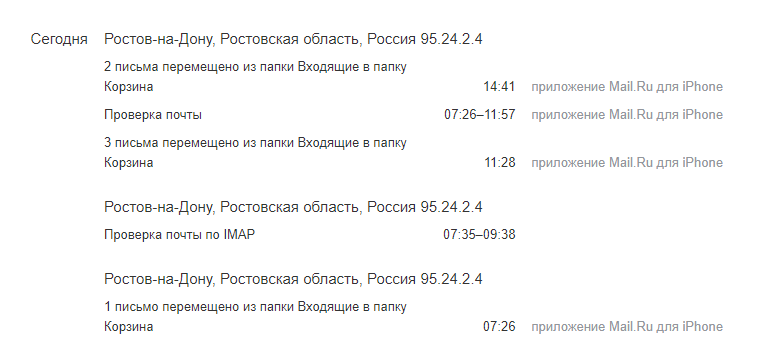 Сегодня Ростов-на-Дону, Ростовская область, Россия 95.24.2.4
2 письма перемещено из папки Входящие в папку
Корзина 14:41 приложение Mail.Ru для iPhone
Проверка почты 07:26–11:57 приложение Mail.Ru для iPhone
3 письма перемещено из папки Входящие в папку
Корзина 11:28 приложение Mail.Ru для iPhone
Ростов-на-Дону, Ростовская область, Россия 95.24.2.4
Проверка почты по IMAP 07:35–09:38
Ростов-на-Дону, Ростовская область, Россия 95.24.2.4
1 письмо перемещено из папки Входящие в папку
Корзина 07:26 приложение Mail.Ru для iPhone